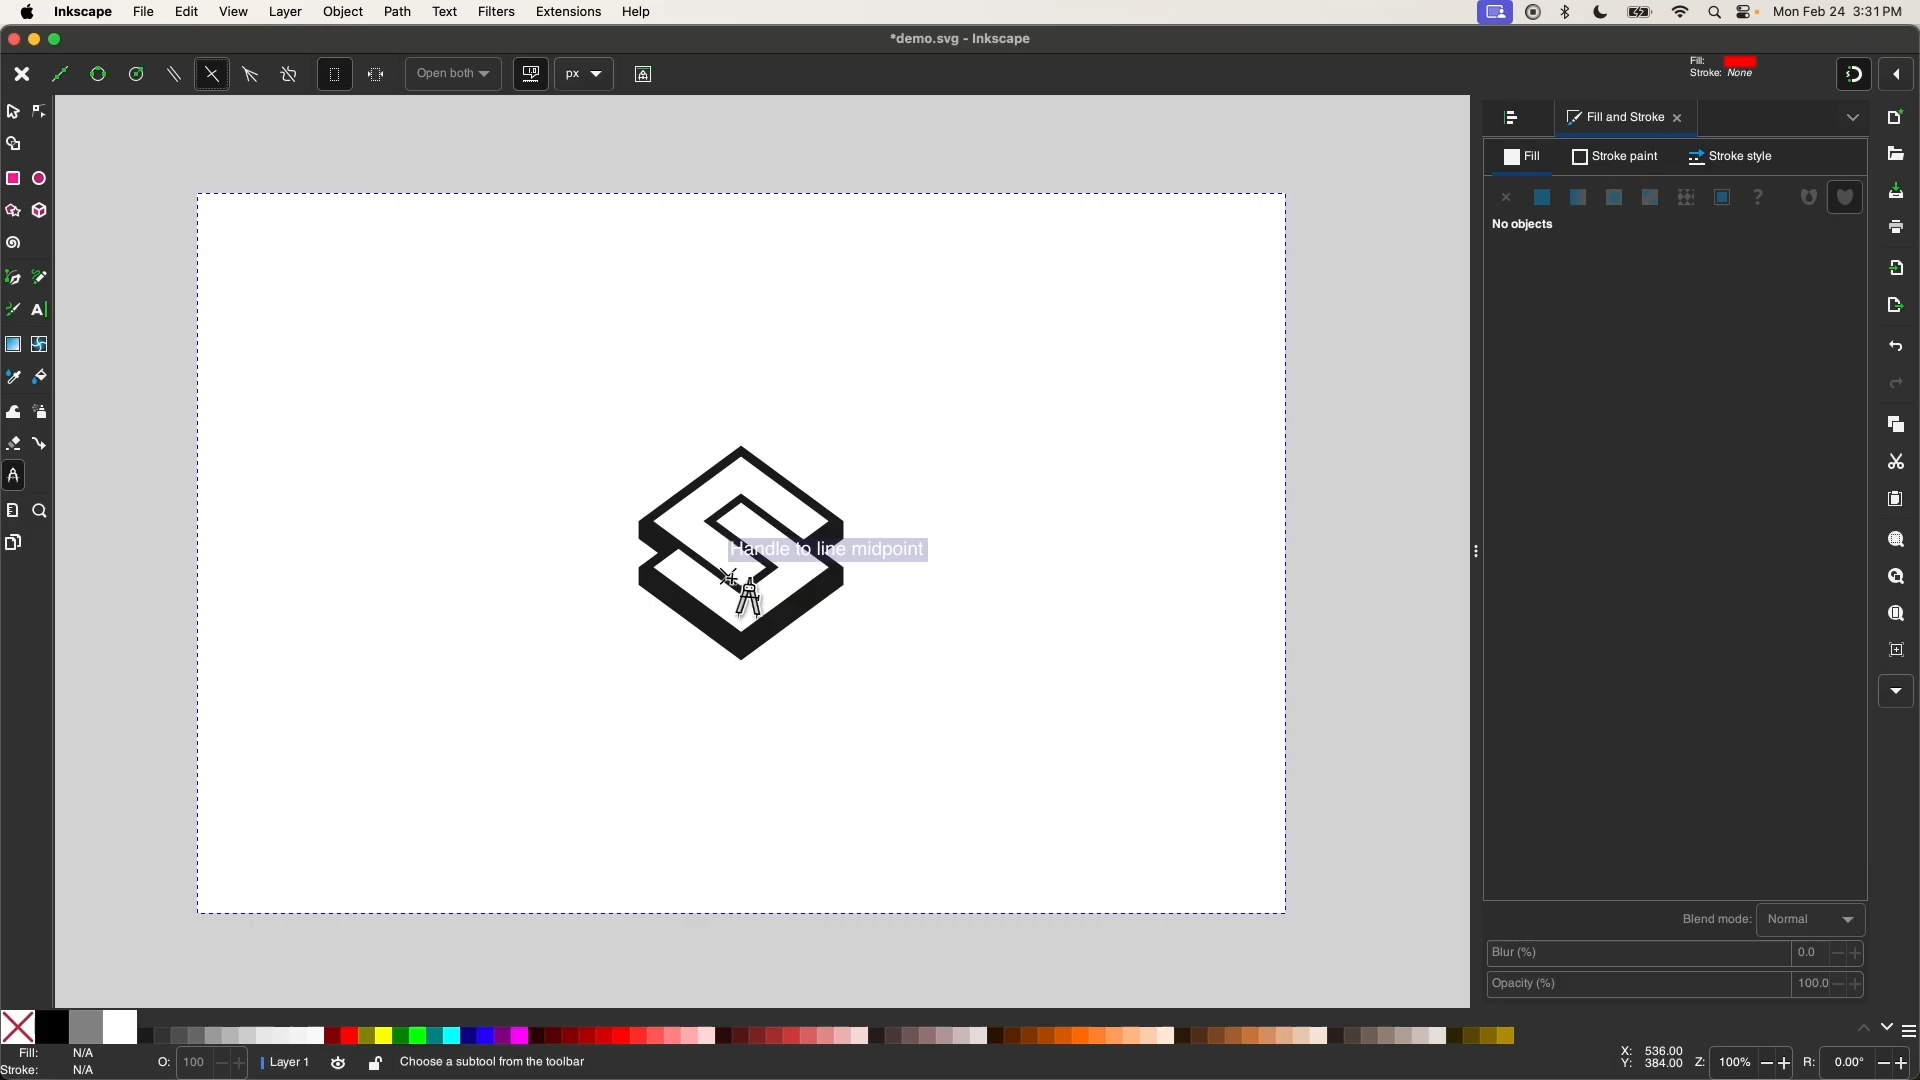 Inkscape File Edit View Layer Object Path Text Filters Extensions Help Mon Feb 24 3:31 PM
*demo.svg - Inkscape
Open both px
Fill:
Stroke: None
Fill and Stroke
Fill Stroke paint Stroke style
No objects
Handle to line midpoint
Blend mode: Normal
Blur (%) 0.0
Opacity (%) 100.0
Fill: N/A
Stroke: N/A
O: 100
Layer 1
Choose a subtool from the toolbar
X: 536.00
Y: 384.00
Z: 100%
R: 0.00°